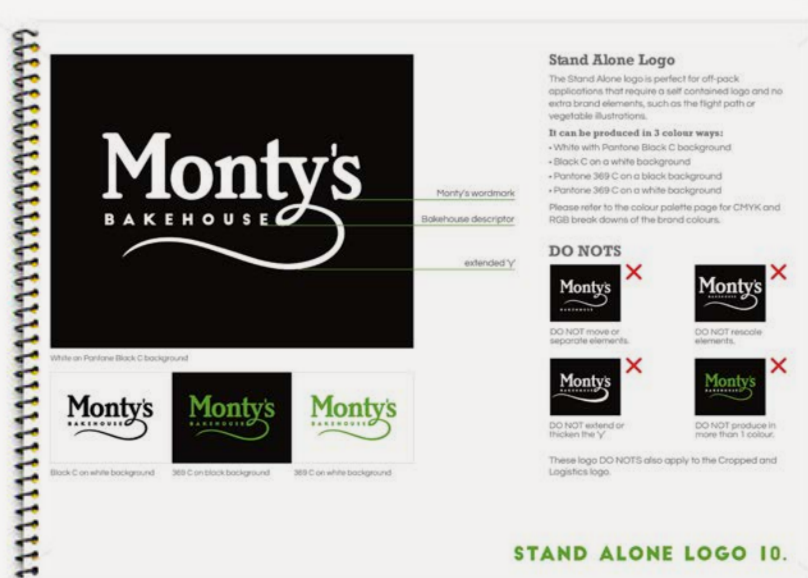 Monty's
BAKEHOUSE
Monty's wordmark
Bakehouse descriptor
extended 'y'
White on Pantone Black C background
Monty's
BAKEHOUSE
Monty's
BAKEHOUSE
Monty's
BAKEHOUSE
Black C on white background
369 C on black background
369 C on white background
Stand Alone Logo
The Stand Alone logo is perfect for off-pack
applications that require a self contained logo and no
extra brand elements, such as the flight path or
vegetable illustrations.
It can be produced in 3 colour ways:
• White with Pantone Black C background
• Black C on a white background
• Pantone 369 C on a black background
• Pantone 369 C on a white background
Please refer to the colour palette page for CMYK and
RGB break downs of the brand colours.
DO NOTS
Monty's
BAKEHOUSE
DO NOT move or
separate elements.
Monty's
BAKEHOUSE
DO NOT rescale
elements.
Monty's
BAKEHOUSE
DO NOT extend or
thicken the 'y'
Monty's
BAKEHOUSE
DO NOT produce in
more than 1 colour.
These logo DO NOTS also apply to the Cropped and
Logistics logo.
STAND ALONE LOGO 10.